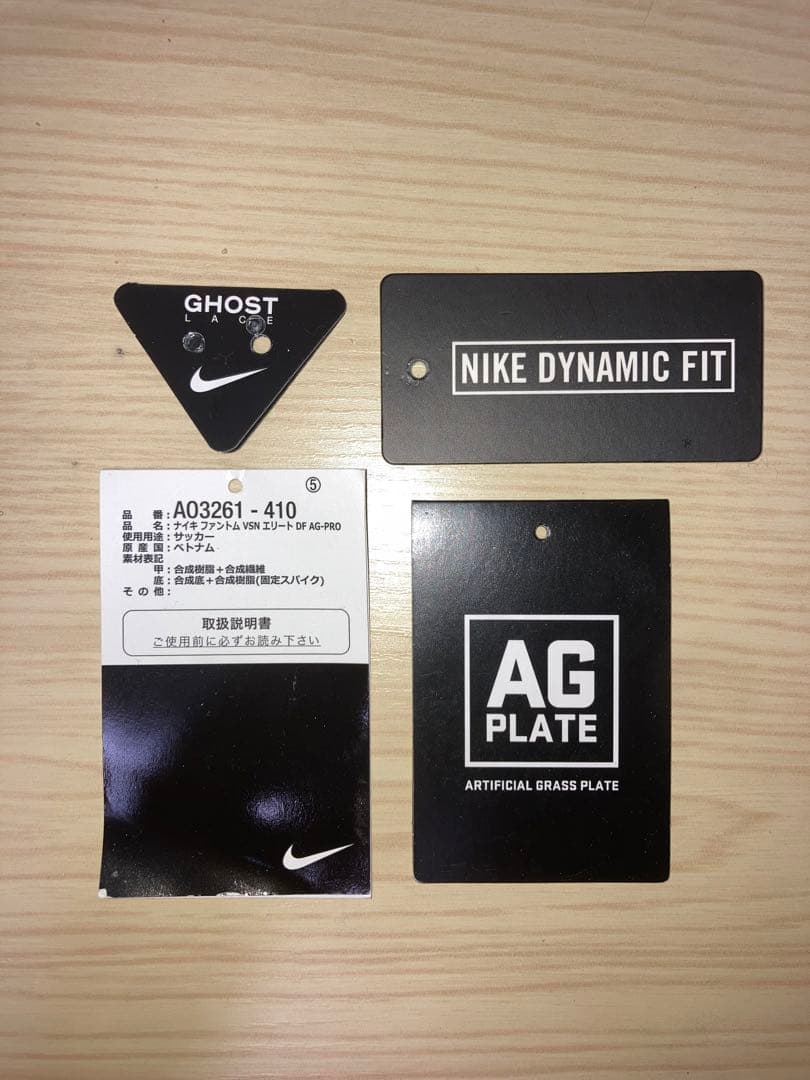 GHOST
LACE
NIKE DYNAMIC FIT
⑤
品 番：AO3261 - 410
品 名：ナイキ ファントム VSN エリート DF AG-PRO
使用用途：サッカー
原 産 国：ベトナム
素材表記
甲：合成樹脂＋合成繊維
底：合成底＋合成樹脂(固定スパイク)
そ の 他：
取扱説明書
ご使用前に必ずお読み下さい
AG
PLATE
ARTIFICIAL GRASS PLATE